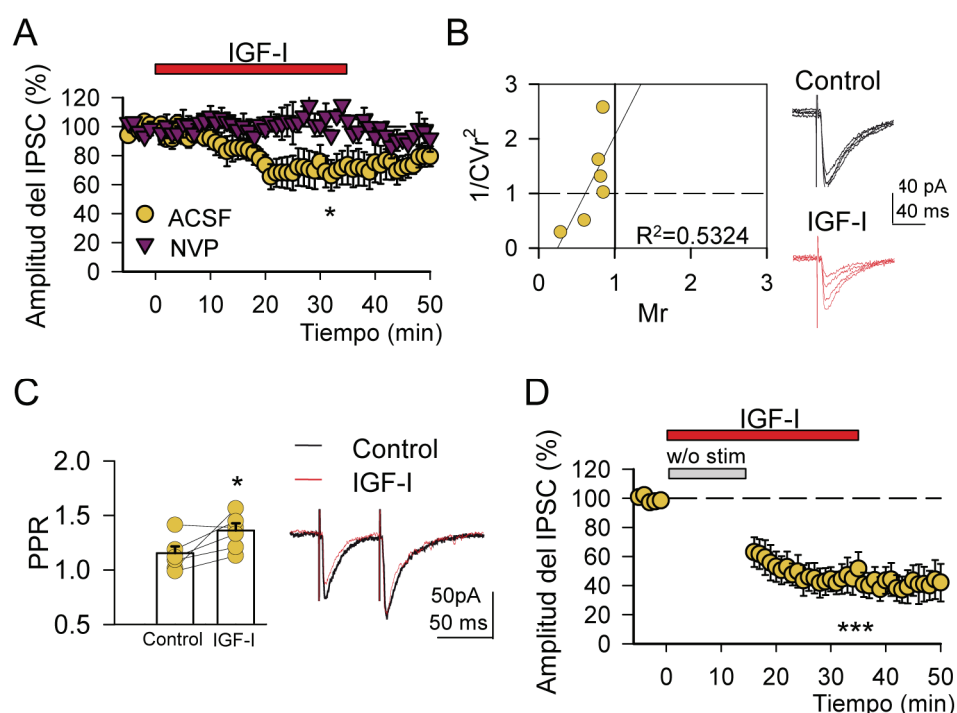 A
IGF-I
Amplitud del IPSC (%)
120
100
80
60
40
20
0
ACSF
NVP
*
0 10 20 30 40 50
Tiempo (min)
B
1/CVr²
3
2
1
0
R²=0.5324
0 1 2 3
Mr
Control
40 pA
40 ms
IGF-I
C
PPR
2.0
1.5
1.0
0.5
*
Control IGF-I
Control
IGF-I
50pA
50 ms
D
IGF-I
w/o stim
Amplitud del IPSC (%)
120
100
80
60
40
20
0
***
0 10 20 30 40 50
Tiempo (min)